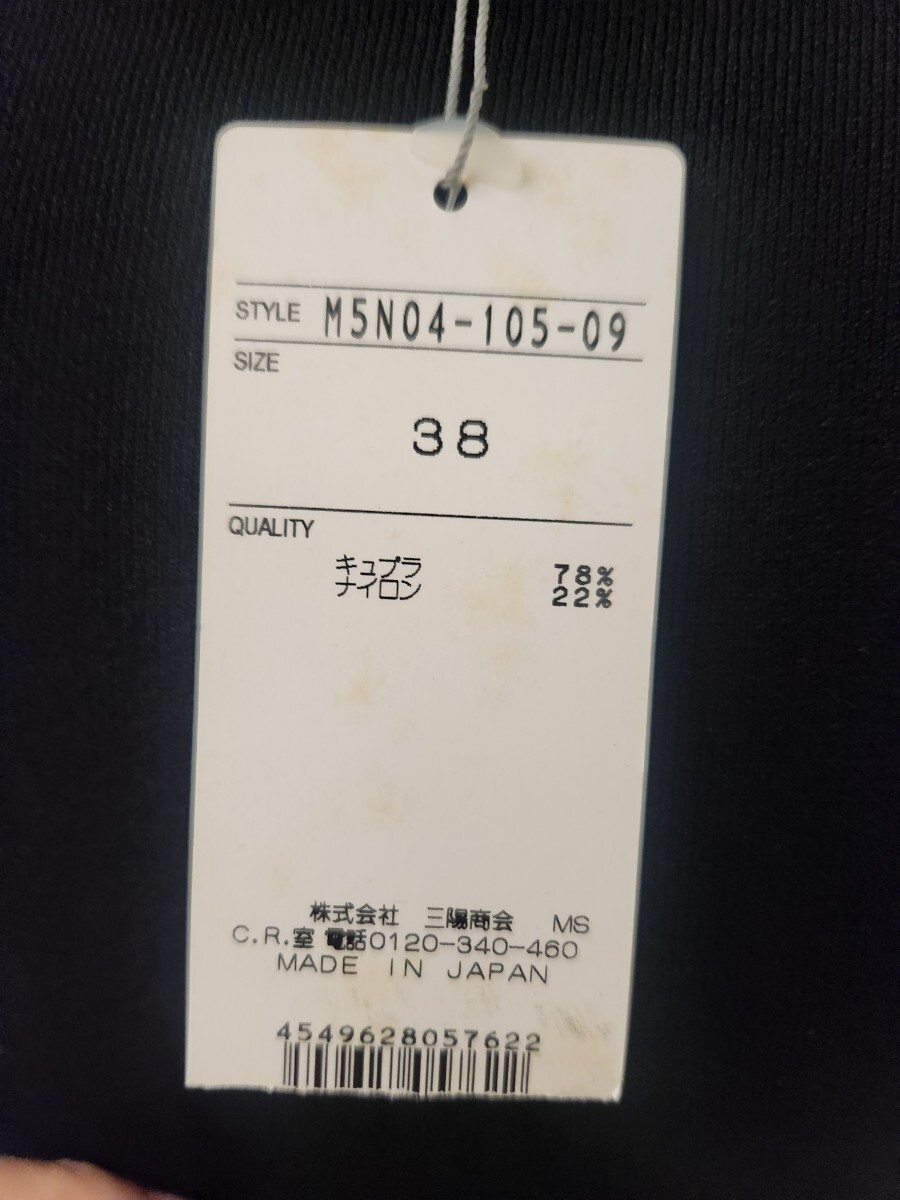 STYLE M5N04-105-09
SIZE
38
QUALITY
キュプラ 78%
ナイロン 22%
株式会社 三陽商会 MS
C.R.室 電話0120-340-460
MADE IN JAPAN
4549628057622